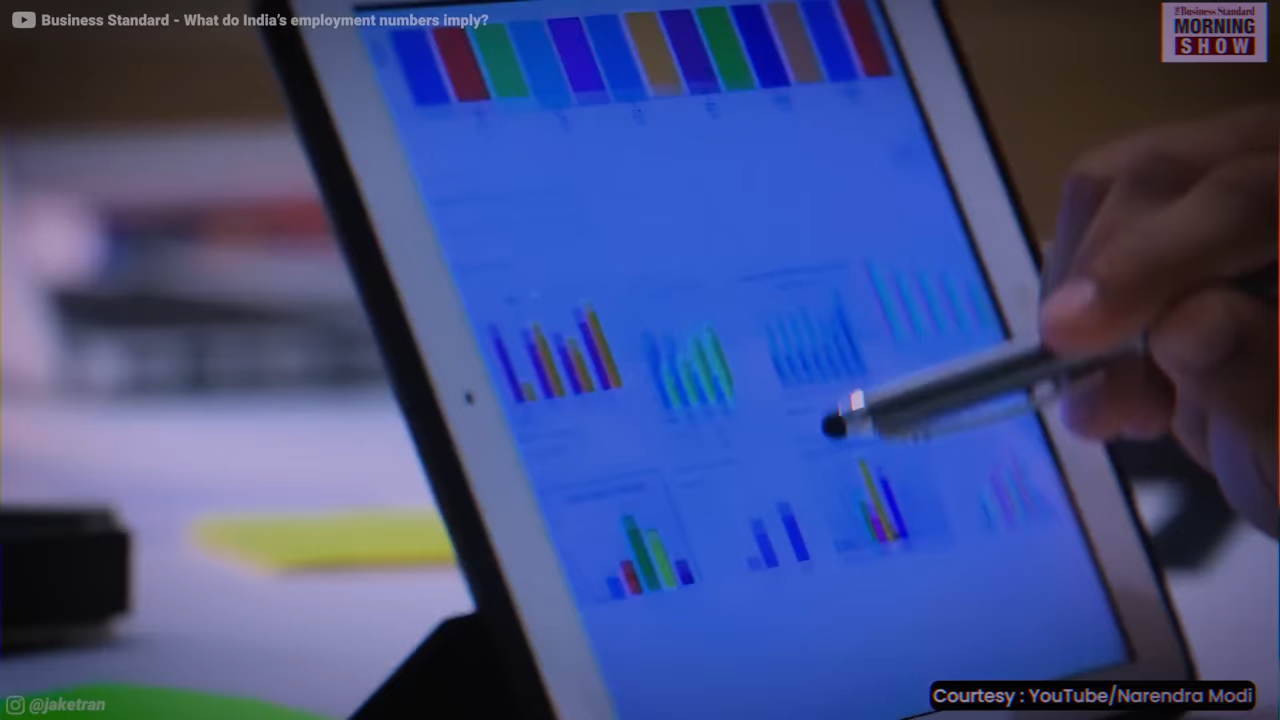 Business Standard - What do India's employment numbers imply?
Business Standard
MORNING
SHOW
@jaketran
Courtesy : YouTube/Narendra Modi